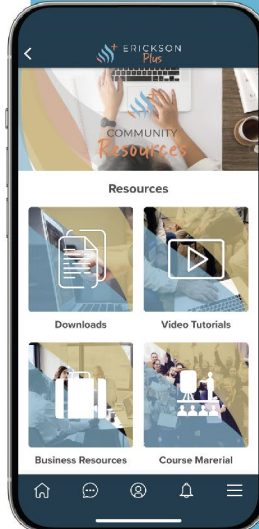 ERICKSON
Plus
COMMUNITY
Resources
Resources
Downloads
Video Tutorials
Business Resources
Course Marerial